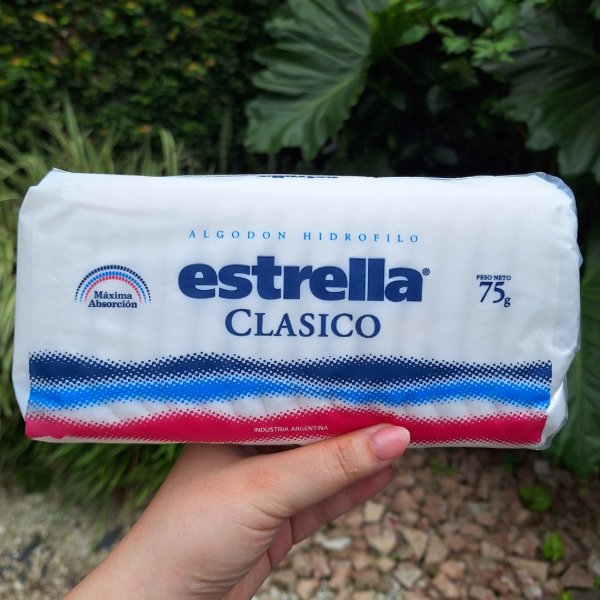 ALGODON HIDROFILO
estrella®
CLASICO
Máxima
Absorción
PESO NETO
75g
INDUSTRIA ARGENTINA